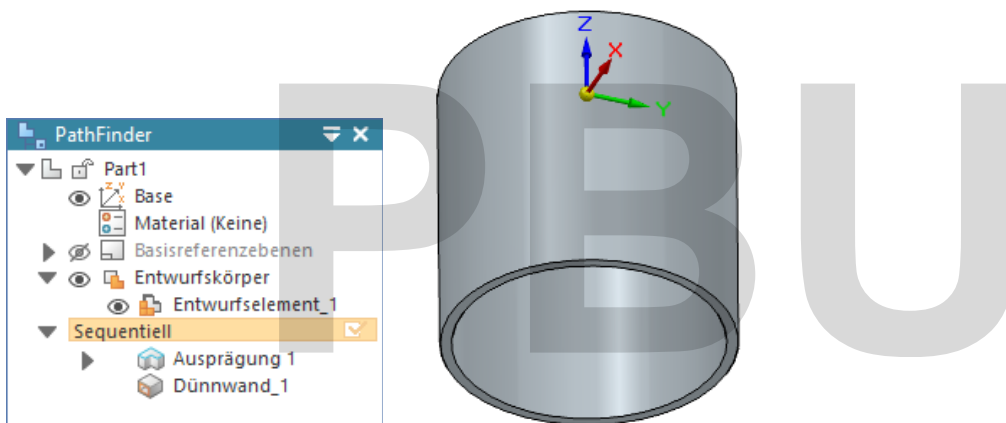 PathFinder
Part1
Base
Material (Keine)
Basisreferenzebenen
Entwurfskörper
Entwurfselement_1
Sequentiell
Ausprägung 1
Dünnwand_1
Z
X
Y
PBU